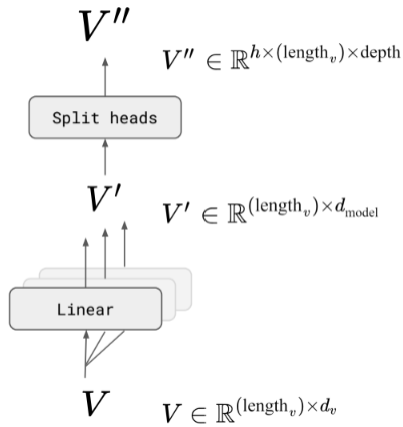 V″
V″ ∈ ℝ^{h×(length_v)×depth}
Split heads
V′
V′ ∈ ℝ^{(length_v)×d_model}
Linear
V
V ∈ ℝ^{(length_v)×d_v}